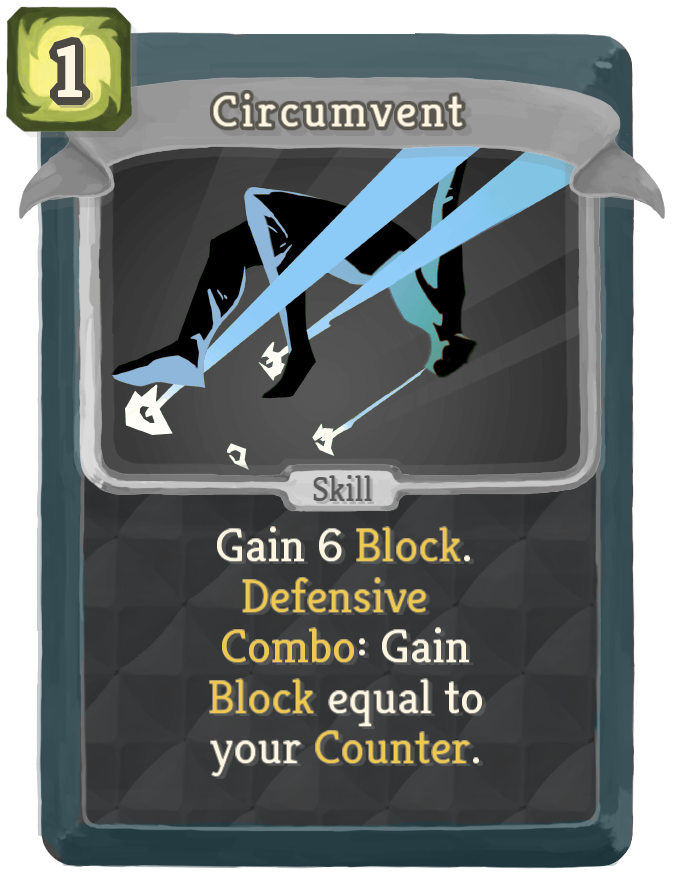 1
Circumvent
Skill
Gain 6 Block.
Defensive
Combo: Gain
Block equal to
your Counter.